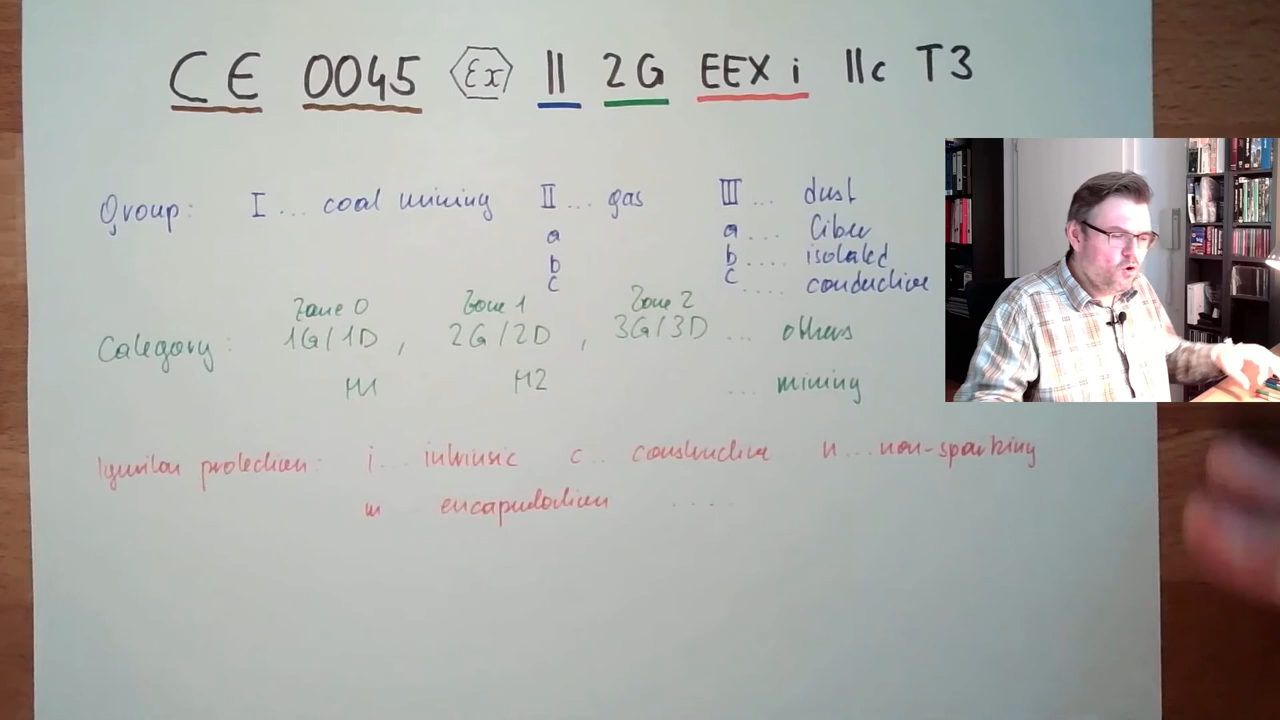 CE 0045 Ex II 2G EEX i IIc T3
Group: I ... coal mining II ... gas III ... dust
a a .... fiber
b b .... isolated
c c .... conductive
Zone 0 Zone 1 Zone 2
Category: 1G/1D, 2G/2D, 3G/3D ... others
M1 M2 ... mining
Ignition protection: i ... intrinsic c .. constructive n ... non-sparking
m encapsulation ....